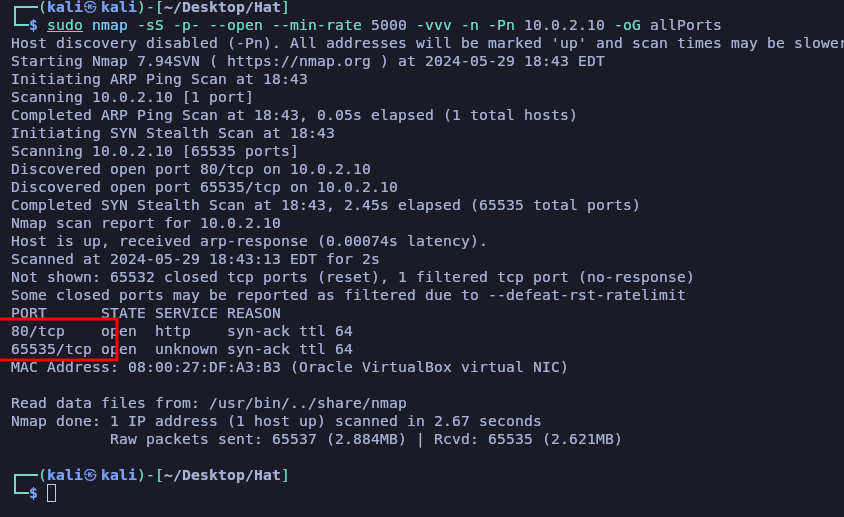 (kali㉿kali)-[~/Desktop/Hat]
$ sudo nmap -sS -p- --open --min-rate 5000 -vvv -n -Pn 10.0.2.10 -oG allPorts
Host discovery disabled (-Pn). All addresses will be marked 'up' and scan times may be slower
Starting Nmap 7.94SVN ( https://nmap.org ) at 2024-05-29 18:43 EDT
Initiating ARP Ping Scan at 18:43
Scanning 10.0.2.10 [1 port]
Completed ARP Ping Scan at 18:43, 0.05s elapsed (1 total hosts)
Initiating SYN Stealth Scan at 18:43
Scanning 10.0.2.10 [65535 ports]
Discovered open port 80/tcp on 10.0.2.10
Discovered open port 65535/tcp on 10.0.2.10
Completed SYN Stealth Scan at 18:43, 2.45s elapsed (65535 total ports)
Nmap scan report for 10.0.2.10
Host is up, received arp-response (0.00074s latency).
Scanned at 2024-05-29 18:43:13 EDT for 2s
Not shown: 65532 closed tcp ports (reset), 1 filtered tcp port (no-response)
Some closed ports may be reported as filtered due to --defeat-rst-ratelimit
PORT      STATE SERVICE REASON
80/tcp    open  http    syn-ack ttl 64
65535/tcp open  unknown syn-ack ttl 64
MAC Address: 08:00:27:DF:A3:B3 (Oracle VirtualBox virtual NIC)
Read data files from: /usr/bin/../share/nmap
Nmap done: 1 IP address (1 host up) scanned in 2.67 seconds
Raw packets sent: 65537 (2.884MB) | Rcvd: 65535 (2.621MB)
(kali㉿kali)-[~/Desktop/Hat]
$